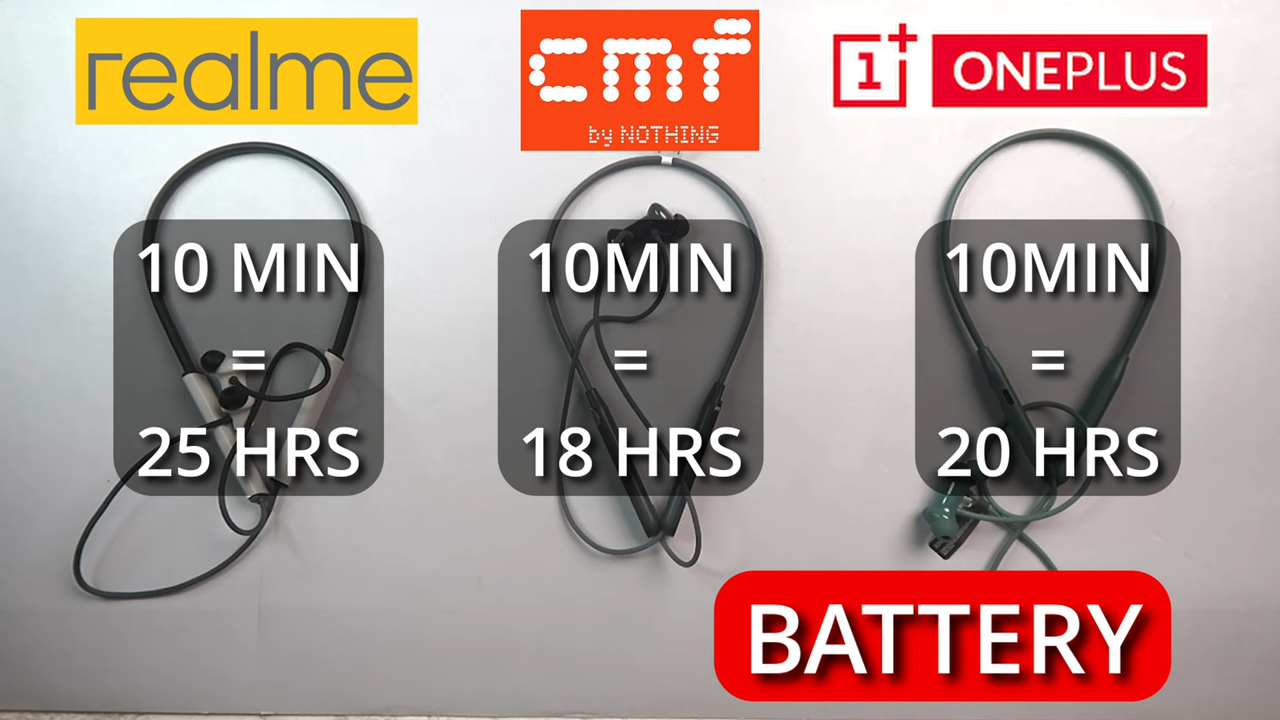 realme
cmf
by NOTHING
1+ ONEPLUS
10 MIN
=
25 HRS
10MIN
=
18 HRS
10MIN
=
20 HRS
BATTERY